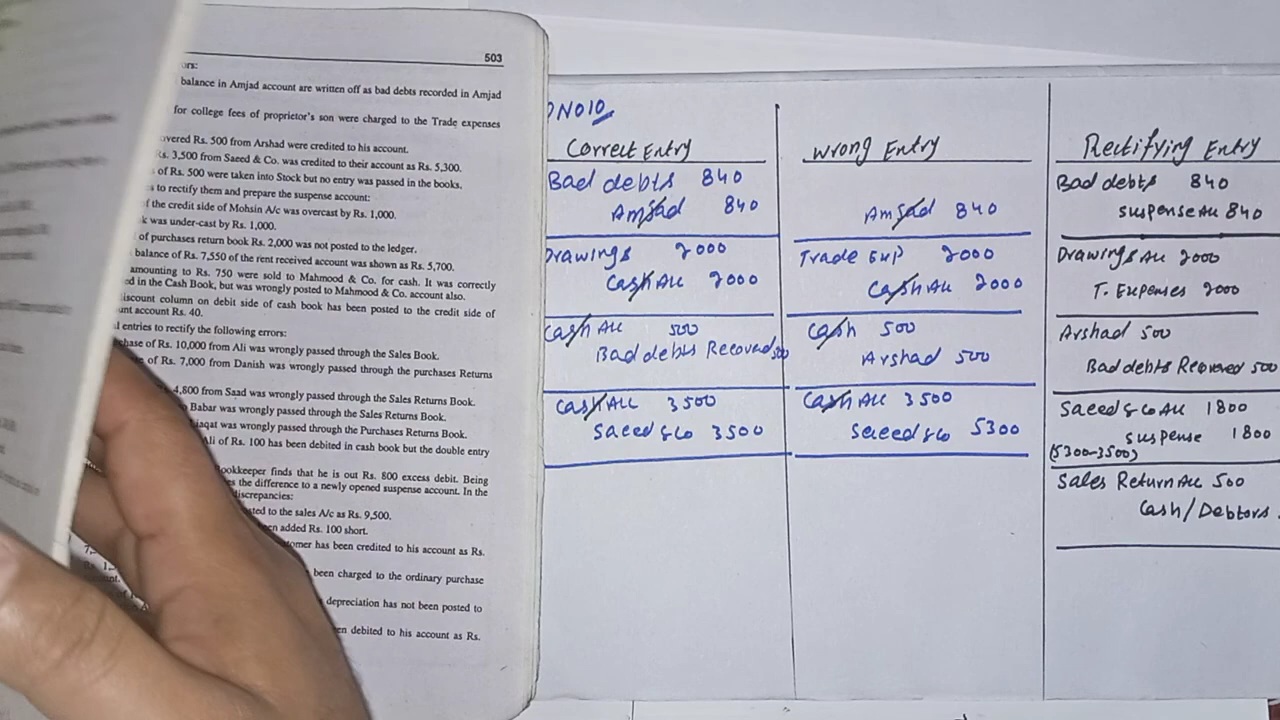 503
ors:
balance in Amjad account are written off as bad debts recorded in Amjad
for college fees of proprietor's son were charged to the Trade expenses
vered Rs. 500 from Arshad were credited to his account.
Rs. 3,500 from Saeed & Co. was credited to their account as Rs. 5,300.
of Rs. 500 were taken into Stock but no entry was passed in the books.
s to rectify them and prepare the suspense account:
f the credit side of Mohsin A/c was overcast by Rs. 1,000.
k was under-cast by Rs. 1,000.
of purchases return book Rs. 2,000 was not posted to the ledger.
balance of Rs. 7,550 of the rent received account was shown as Rs. 5,700.
amounting to Rs. 750 were sold to Mahmood & Co. for cash. It was correctly
ed in the Cash Book, but was wrongly posted to Mahmood & Co. account also.
iscount column on debit side of cash book has been posted to the credit side of
unt account Rs. 40.
l entries to rectify the following errors:
chase of Rs. 10,000 from Ali was wrongly passed through the Sales Book.
e of Rs. 7,000 from Danish was wrongly passed through the purchases Returns
4,800 from Saad was wrongly passed through the Sales Returns Book.
Babar was wrongly passed through the Sales Returns Book.
iaqat was wrongly passed through the Purchases Returns Book.
Ali of Rs. 100 has been debited in cash book but the double entry
ookkeeper finds that he is out Rs. 800 excess debit. Being
es the difference to a newly opened suspense account. In the
discrepancies:
sted to the sales A/c as Rs. 9,500.
en added Rs. 100 short.
tomer has been credited to his account as Rs.
been charged to the ordinary purchase
depreciation has not been posted to
en debited to his account as Rs.
NO10
Correct Entry
Bad debts 840
Amjad 840
Drawings 2000
Cash A/c 2000
Cash A/c 500
Bad debts Recovered 500
Cash A/c 3500
Saeed & Co 3500
Wrong Entry
Amjad 840
Trade Exp 2000
Cash A/c 2000
Cash 500
Arshad 500
Cash A/c 3500
Saeed & Co 5300
Rectifying Entry
Bad debts 840
Suspense A/c 840
Drawings A/c 2000
T. Expenses 2000
Arshad 500
Bad debts Recovered 500
Saeed & Co A/c 1800
Suspense 1800
(5300-3500)
Sales Return A/c 500
Cash/Debtors